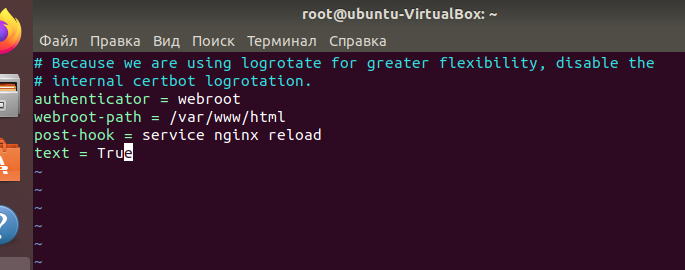 root@ubuntu-VirtualBox: ~
Файл Правка Вид Поиск Терминал Справка
# Because we are using logrotate for greater flexibility, disable the
# internal certbot logrotation.
authenticator = webroot
webroot-path = /var/www/html
post-hook = service nginx reload
text = True
~
~
~
~
~
~